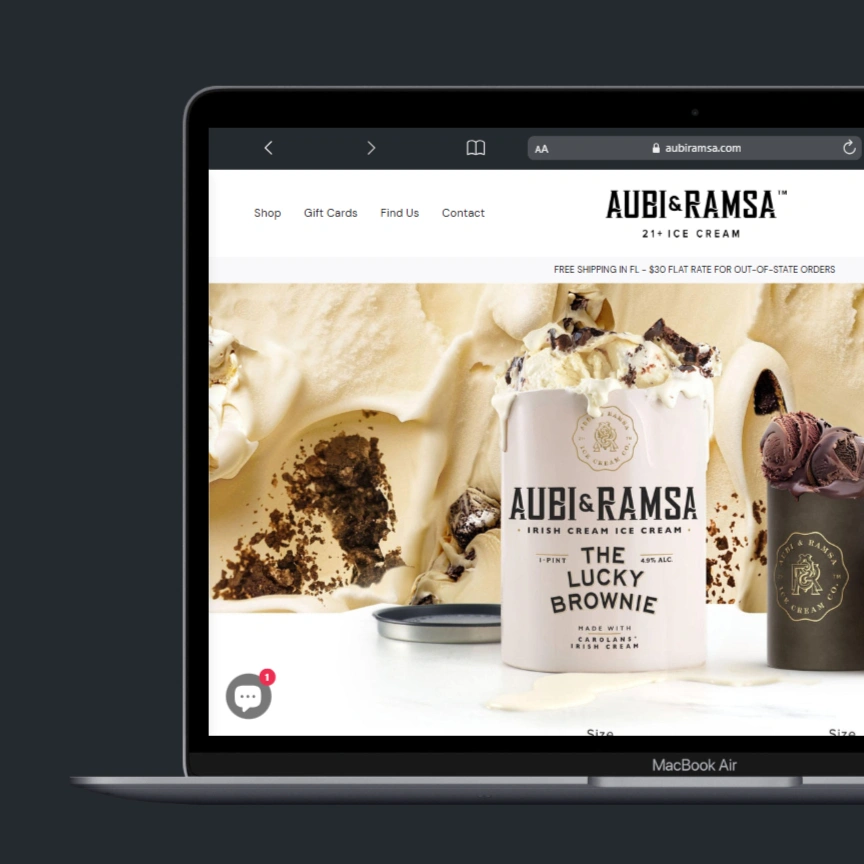 AA
aubiramsa.com
Shop Gift Cards Find Us Contact
AUBI&RAMSA™
21+ ICE CREAM
FREE SHIPPING IN FL - $30 FLAT RATE FOR OUT-OF-STATE ORDERS
AUBI & RAMSA
ICE CREAM CO.
AUBI&RAMSA
· IRISH CREAM ICE CREAM ·
1-PINT
THE
4.9% ALC.
LUCKY
BROWNIE
MADE WITH
CAROLANS
IRISH CREAM
AUBI & RAMSA
ICE CREAM CO.
1
Size
Size
MacBook Air